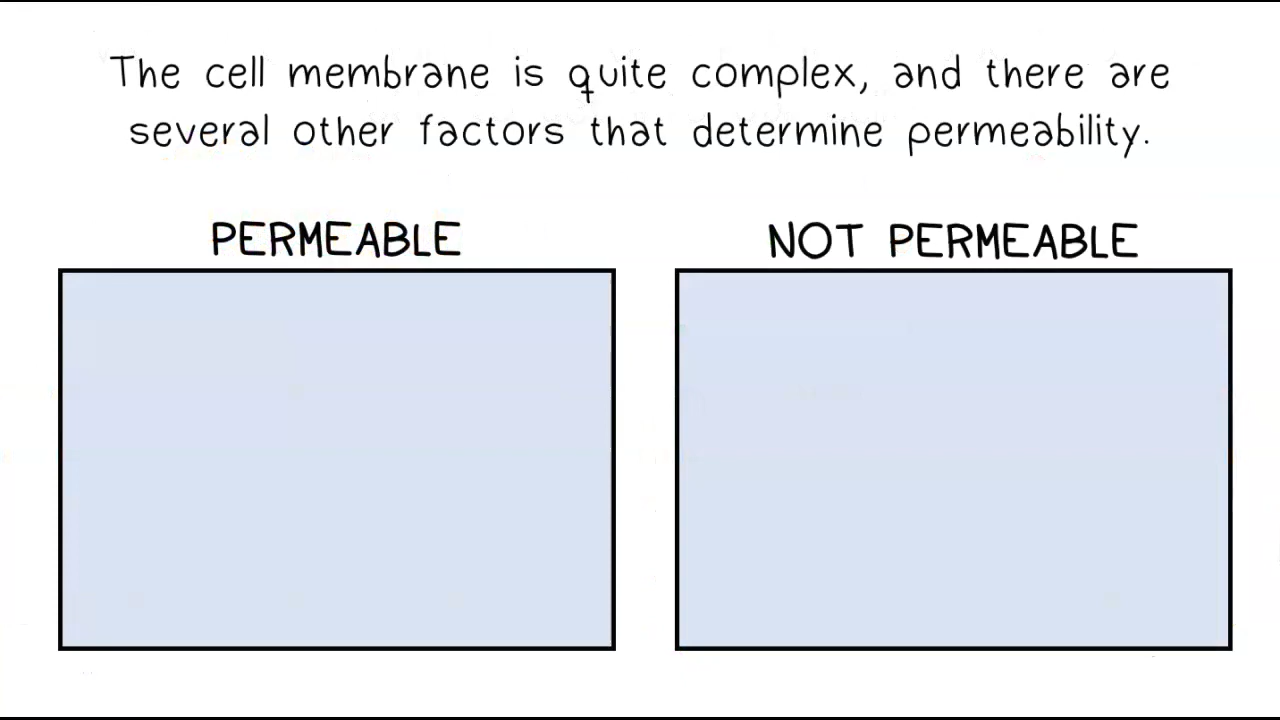 The cell membrane is quite complex, and there are
several other factors that determine permeability.
PERMEABLE
NOT PERMEABLE